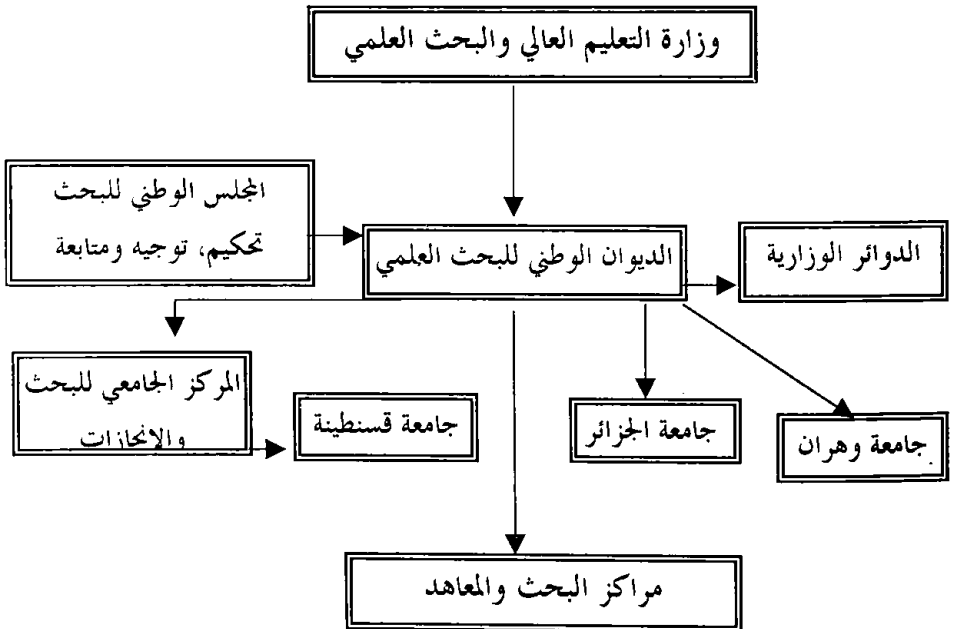 وزارة التعليم العالي والبحث العلمي
المجلس الوطني للبحث
تحكيم، توجيه ومتابعة
الديوان الوطني للبحث العلمي
الدوائر الوزارية
المركز الجامعي للبحث
والإنجازات
جامعة قسنطينة
جامعة الجزائر
جامعة وهران
مراكز البحث والمعاهد